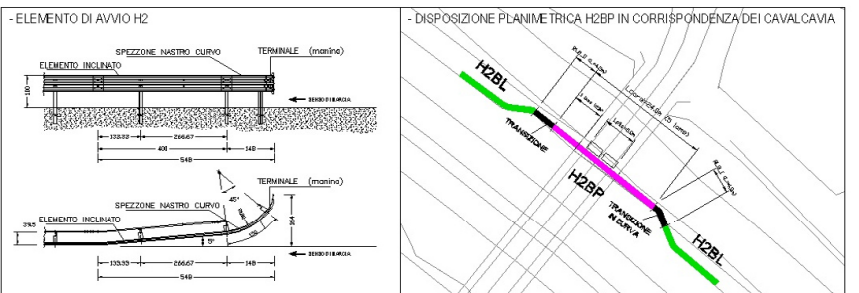 - ELEMENTO DI AVVIO H2
SPEZZONE NASTRO CURVO
TERMINALE (manina)
ELEMENTO INCLINATO
SENSO DI MARCIA
133.33
266.67
148
400
548
TERMINALE (manina)
45°
SPEZZONE NASTRO CURVO
ELEMENTO INCLINATO
5°
SENSO DI MARCIA
133.33
266.67
148
548
- DISPOSIZIONE PLANIMETRICA H2BP IN CORRISPONDENZA DEI CAVALCAVIA
H2BL
TRANSIZIONE
H2BP
TRANSIZIONE
IN CURVA
H2BL